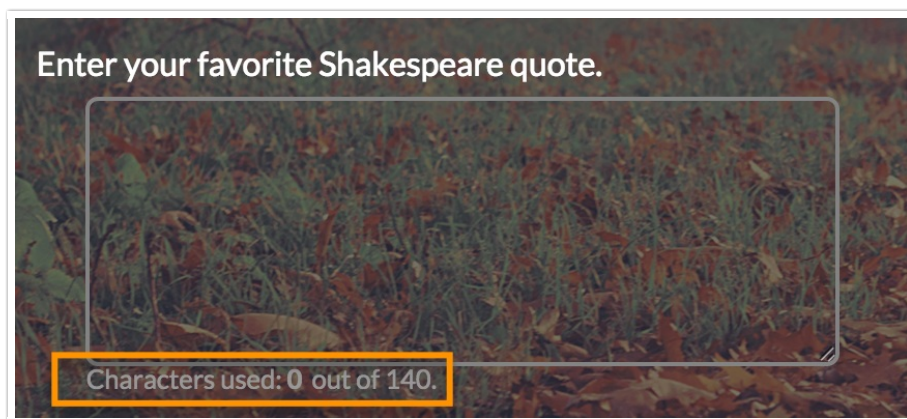 Enter your favorite Shakespeare quote.
Characters used: 0 out of 140.